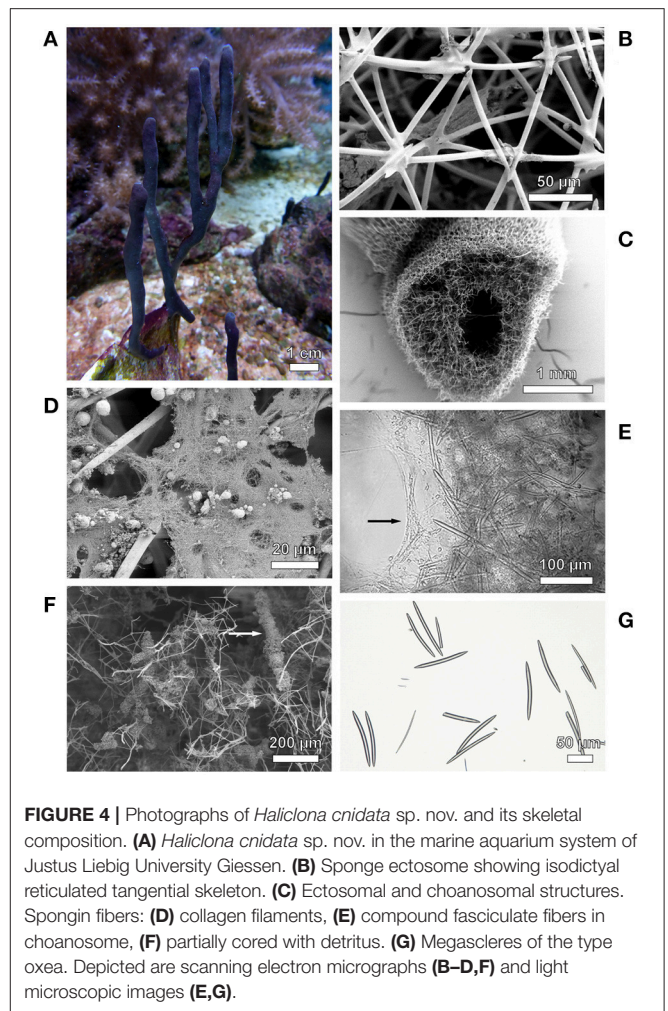 A
B
50 µm
C
1 cm
1 mm
D
E
20 µm
100 µm
F
G
200 µm
50 µm
FIGURE 4 | Photographs of Haliclona cnidata sp. nov. and its skeletal
composition. (A) Haliclona cnidata sp. nov. in the marine aquarium system of
Justus Liebig University Giessen. (B) Sponge ectosome showing isodictyal
reticulated tangential skeleton. (C) Ectosomal and choanosomal structures.
Spongin fibers: (D) collagen filaments, (E) compound fasciculate fibers in
choanosome, (F) partially cored with detritus. (G) Megascleres of the type
oxea. Depicted are scanning electron micrographs (B–D,F) and light
microscopic images (E,G).